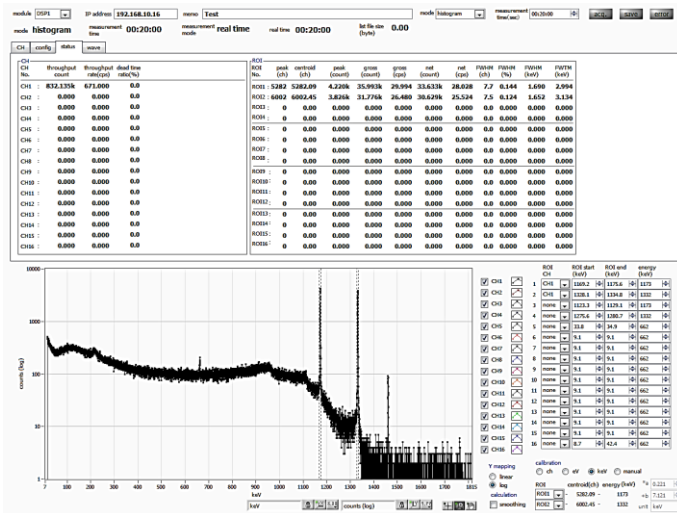 module DSP1 IP address 192.168.10.16 memo Text mode histogram measurement time(sec) 00:20:00 save error
mode histogram measurement time 00:20:00 measurement mode real time real time 00:20:00 list file size (byte) 0.00
CH config status wave
CH
CH No. throughput count throughput rate(cps) dead time ratio(%)
CH1 : 832.135k 671.000 0.0
CH2 : 0.000 0.000 0.0
CH3 : 0.000 0.000 0.0
CH4 : 0.000 0.000 0.0
CH5 : 0.000 0.000 0.0
CH6 : 0.000 0.000 0.0
CH7 : 0.000 0.000 0.0
CH8 : 0.000 0.000 0.0
CH9 : 0.000 0.000 0.0
CH10 : 0.000 0.000 0.0
CH11 : 0.000 0.000 0.0
CH12 : 0.000 0.000 0.0
CH13 : 0.000 0.000 0.0
CH14 : 0.000 0.000 0.0
CH15 : 0.000 0.000 0.0
CH16 : 0.000 0.000 0.0
ROI
ROI No. peak (ch) centroid (ch) peak (count) gross (count) gross (cps) net (count) net (cps) FWHM (ch) FWHM (%) FWHM (keV) FWTM (keV)
ROI1 : 5282 5282.09 4.220k 35.993k 29.994 33.633k 28.028 7.7 0.144 1.690 2.994
ROI2 : 6002 6002.45 3.826k 31.776k 26.480 30.629k 25.524 7.5 0.124 1.652 3.134
ROI3 : 0 0.00 0.000 0.000 0.000 0.000 0.000 0.0 0.000 0.000 0.000
ROI4 : 0 0.00 0.000 0.000 0.000 0.000 0.000 0.0 0.000 0.000 0.000
ROI5 : 0 0.00 0.000 0.000 0.000 0.000 0.000 0.0 0.000 0.000 0.000
ROI6 : 0 0.00 0.000 0.000 0.000 0.000 0.000 0.0 0.000 0.000 0.000
ROI7 : 0 0.00 0.000 0.000 0.000 0.000 0.000 0.0 0.000 0.000 0.000
ROI8 : 0 0.00 0.000 0.000 0.000 0.000 0.000 0.0 0.000 0.000 0.000
ROI9 : 0 0.00 0.000 0.000 0.000 0.000 0.000 0.0 0.000 0.000 0.000
ROI10 : 0 0.00 0.000 0.000 0.000 0.000 0.000 0.0 0.000 0.000 0.000
ROI11 : 0 0.00 0.000 0.000 0.000 0.000 0.000 0.0 0.000 0.000 0.000
ROI12 : 0 0.00 0.000 0.000 0.000 0.000 0.000 0.0 0.000 0.000 0.000
ROI13 : 0 0.00 0.000 0.000 0.000 0.000 0.000 0.0 0.000 0.000 0.000
ROI14 : 0 0.00 0.000 0.000 0.000 0.000 0.000 0.0 0.000 0.000 0.000
ROI15 : 0 0.00 0.000 0.000 0.000 0.000 0.000 0.0 0.000 0.000 0.000
ROI16 : 0 0.00 0.000 0.000 0.000 0.000 0.000 0.0 0.000 0.000 0.000
10000
1000
100
10
1
counts (log)
0 100 200 300 400 500 600 700 800 900 1000 1100 1200 1300 1400 1500 1600 1700 1815
keV
keV counts (log)
CH1
CH2
CH3
CH4
CH5
CH6
CH7
CH8
CH9
CH10
CH11
CH12
CH13
CH14
CH15
CH16
ROI CH ROI start (keV) ROI end (keV) energy (keV)
1 CH1 1169.2 1175.6 1173
2 CH1 1328.1 1334.8 1332
3 none 1123.3 1129.1 1173
4 none 1275.6 1280.7 1332
5 none 33.8 34.9 662
6 none 9.1 9.1 662
7 none 9.1 9.1 662
8 none 9.1 9.1 662
9 none 9.1 9.1 662
10 none 9.1 9.1 662
11 none 9.1 9.1 662
12 none 9.1 9.1 662
13 none 9.1 9.1 662
14 none 9.1 9.1 662
15 none 9.1 9.1 662
16 none 8.7 42.4 662
Y mapping
linear
log
calculation
smoothing
calibration
ch eV keV manual
ROI centroid(ch) energy (keV) *a 0.221
ROI1 - 5282.09 - 1173 +b 7.121
ROI2 - 6002.45 - 1332 unit keV